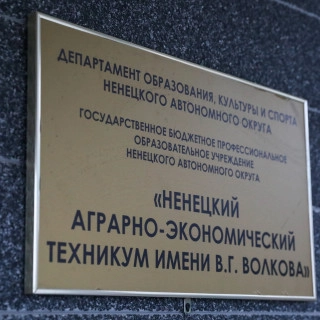 ДЕПАРТАМЕНТ ОБРАЗОВАНИЯ, КУЛЬТУРЫ И СПОРТА
НЕНЕЦКОГО АВТОНОМНОГО ОКРУГА
ГОСУДАРСТВЕННОЕ БЮДЖЕТНОЕ ПРОФЕССИОНАЛЬНОЕ
ОБРАЗОВАТЕЛЬНОЕ УЧРЕЖДЕНИЕ
НЕНЕЦКОГО АВТОНОМНОГО ОКРУГА
«НЕНЕЦКИЙ
АГРАРНО-ЭКОНОМИЧЕСКИЙ
ТЕХНИКУМ ИМЕНИ В.Г. ВОЛКОВА»